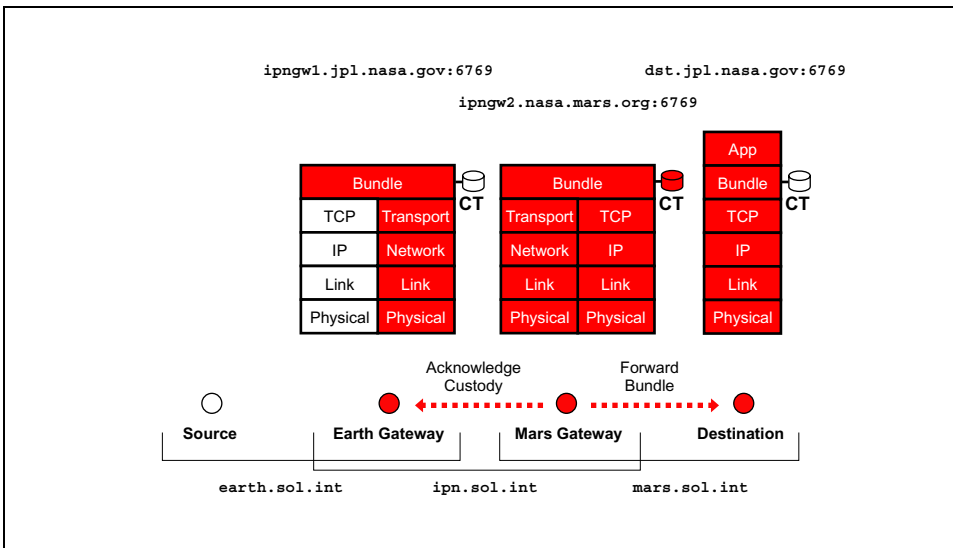 ipngw1.jpl.nasa.gov:6769
dst.jpl.nasa.gov:6769
ipngw2.nasa.mars.org:6769
App
Bundle
CT
Bundle
CT
Bundle
CT
TCP
Transport
Transport
TCP
TCP
IP
Network
Network
IP
IP
Link
Link
Link
Link
Link
Physical
Physical
Physical
Physical
Physical
Acknowledge
Custody
Forward
Bundle
Source
Earth Gateway
Mars Gateway
Destination
earth.sol.int
ipn.sol.int
mars.sol.int